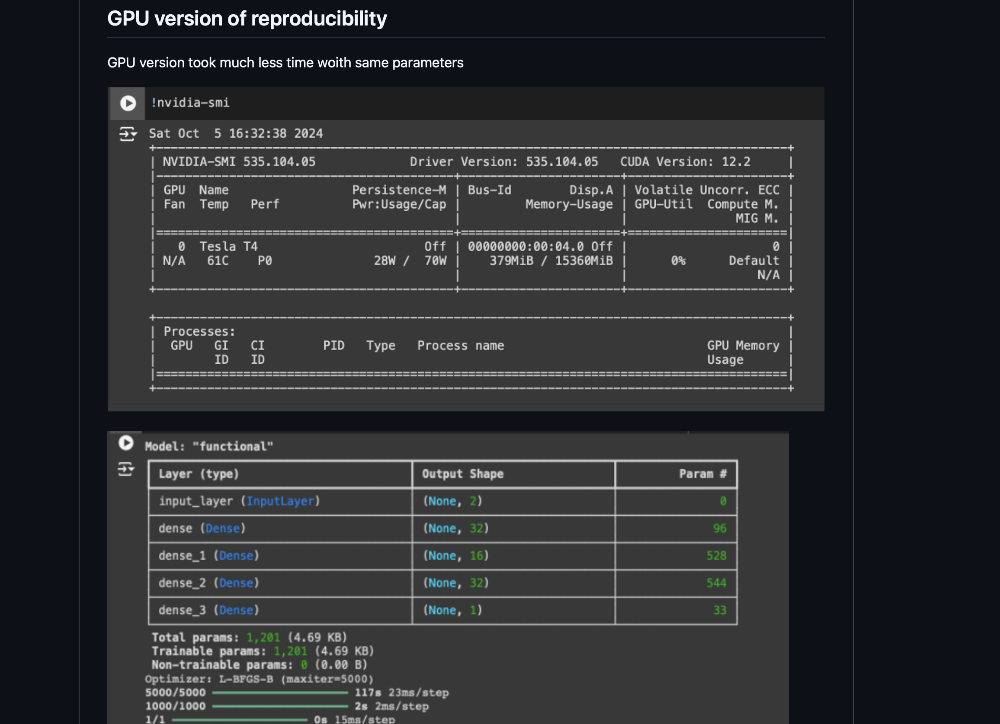 GPU version of reproducibility
GPU version took much less time woith same parameters
!nvidia-smi
Sat Oct  5 16:32:38 2024
NVIDIA-SMI 535.104.05 Driver Version: 535.104.05 CUDA Version: 12.2
GPU Name Persistence-M | Bus-Id Disp.A | Volatile Uncorr. ECC
Fan Temp Perf Pwr:Usage/Cap | Memory-Usage | GPU-Util Compute M.
MIG M.
0 Tesla T4 Off | 00000000:00:04.0 Off | 0
N/A 61C P0 28W / 70W | 379MiB / 15360MiB | 0% Default
N/A
Processes:
GPU GI CI PID Type Process name GPU Memory
ID ID Usage
Model: "functional"
Layer (type) Output Shape Param #
input_layer (InputLayer) (None, 2) 0
dense (Dense) (None, 32) 96
dense_1 (Dense) (None, 16) 528
dense_2 (Dense) (None, 32) 544
dense_3 (Dense) (None, 1) 33
Total params: 1,201 (4.69 KB)
Trainable params: 1,201 (4.69 KB)
Non-trainable params: 0 (0.00 B)
Optimizer: L-BFGS-B (maxiter=5000)
5000/5000 117s 23ms/step
1000/1000 2s 2ms/step
1/1 0s 15ms/step